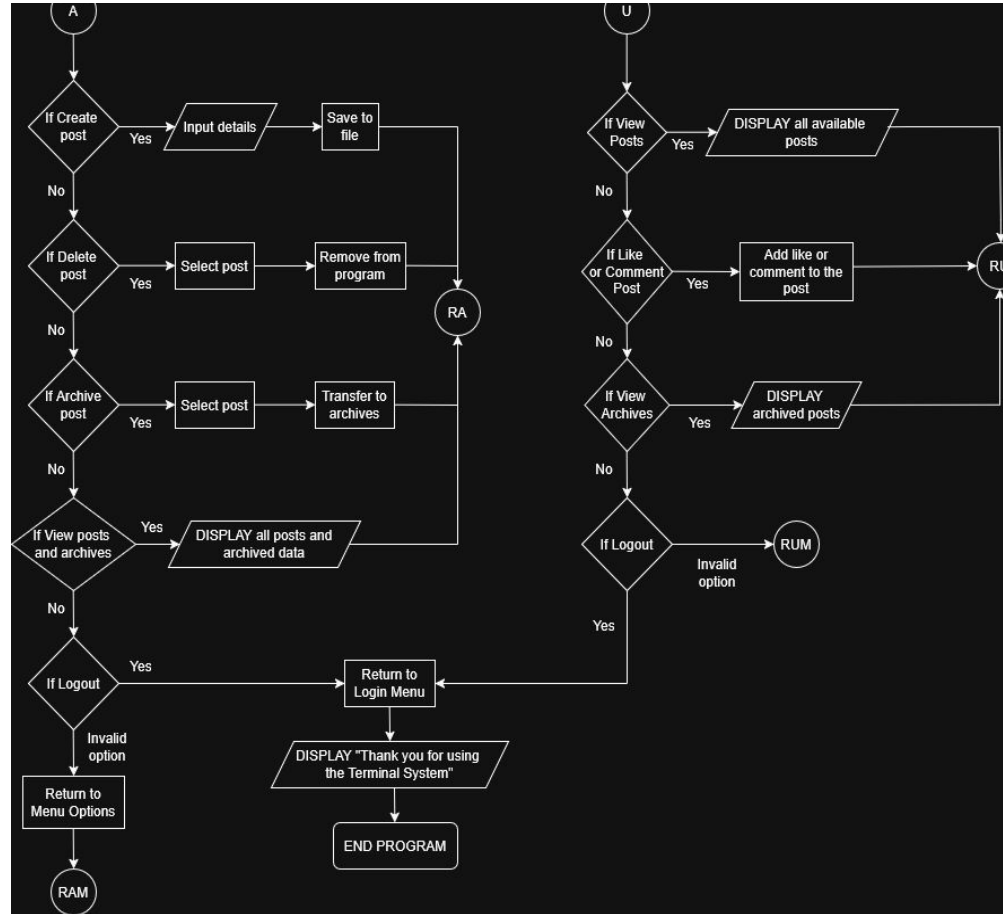 A
If Create
post
Yes
Input details
Save to
file
No
If Delete
post
Yes
Select post
Remove from
program
RA
No
If Archive
post
Yes
Select post
Transfer to
archives
No
If View posts
and archives
Yes
DISPLAY all posts and
archived data
No
If Logout
Yes
Invalid
option
Return to
Menu Options
RAM
U
If View
Posts
Yes
DISPLAY all available
posts
No
If Like
or Comment
Post
Yes
Add like or
comment to the
post
RU
No
If View
Archives
Yes
DISPLAY
archived posts
No
If Logout
Invalid
option
RUM
Yes
Return to
Login Menu
DISPLAY "Thank you for using
the Terminal System"
END PROGRAM